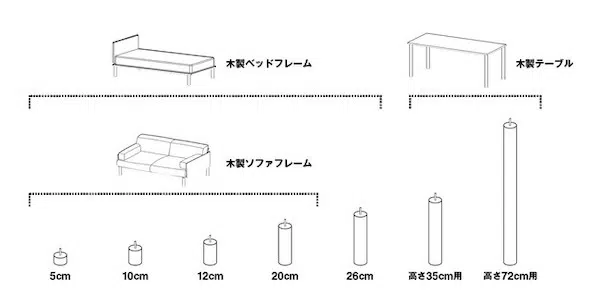 木製ベッドフレーム
木製テーブル
木製ソファフレーム
5cm
10cm
12cm
20cm
26cm
高さ35cm用
高さ72cm用